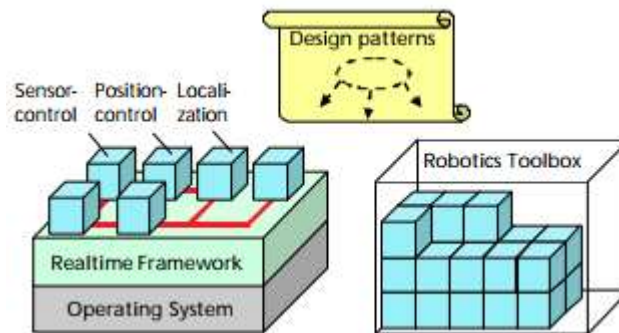 Design patterns
Sensor- Position- Locali-
control control zation
Robotics Toolbox
Realtime Framework
Operating System